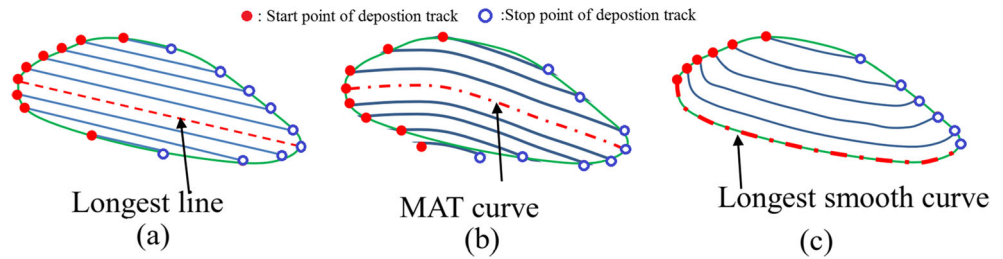 : Start point of depostion track :Stop point of depostion track
Longest line
MAT curve
Longest smooth curve
(a)
(b)
(c)